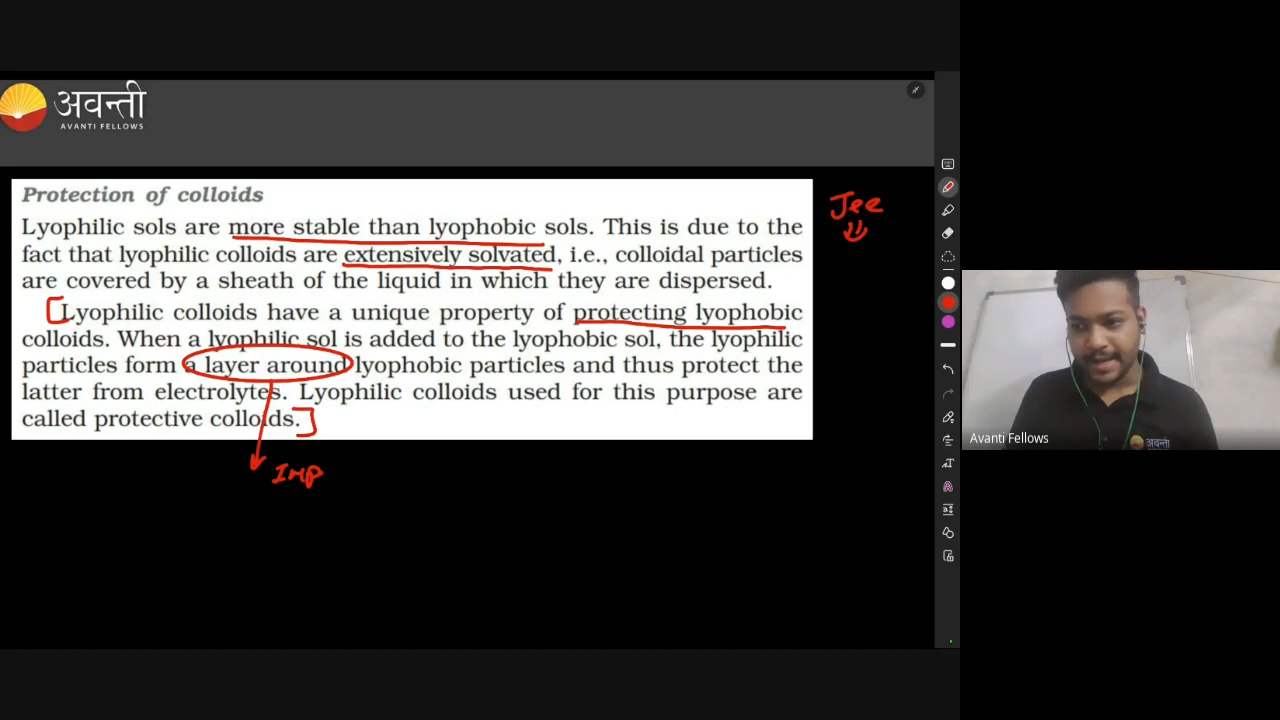 अवन्ती
AVANTI FELLOWS
Protection of colloids
Lyophilic sols are more stable than lyophobic sols. This is due to the
fact that lyophilic colloids are extensively solvated, i.e., colloidal particles
are covered by a sheath of the liquid in which they are dispersed.
Lyophilic colloids have a unique property of protecting lyophobic
colloids. When a lyophilic sol is added to the lyophobic sol, the lyophilic
particles form a layer around lyophobic particles and thus protect the
latter from electrolytes. Lyophilic colloids used for this purpose are
called protective colloids.
Imp
Jee
Avanti Fellows
अवन्ती